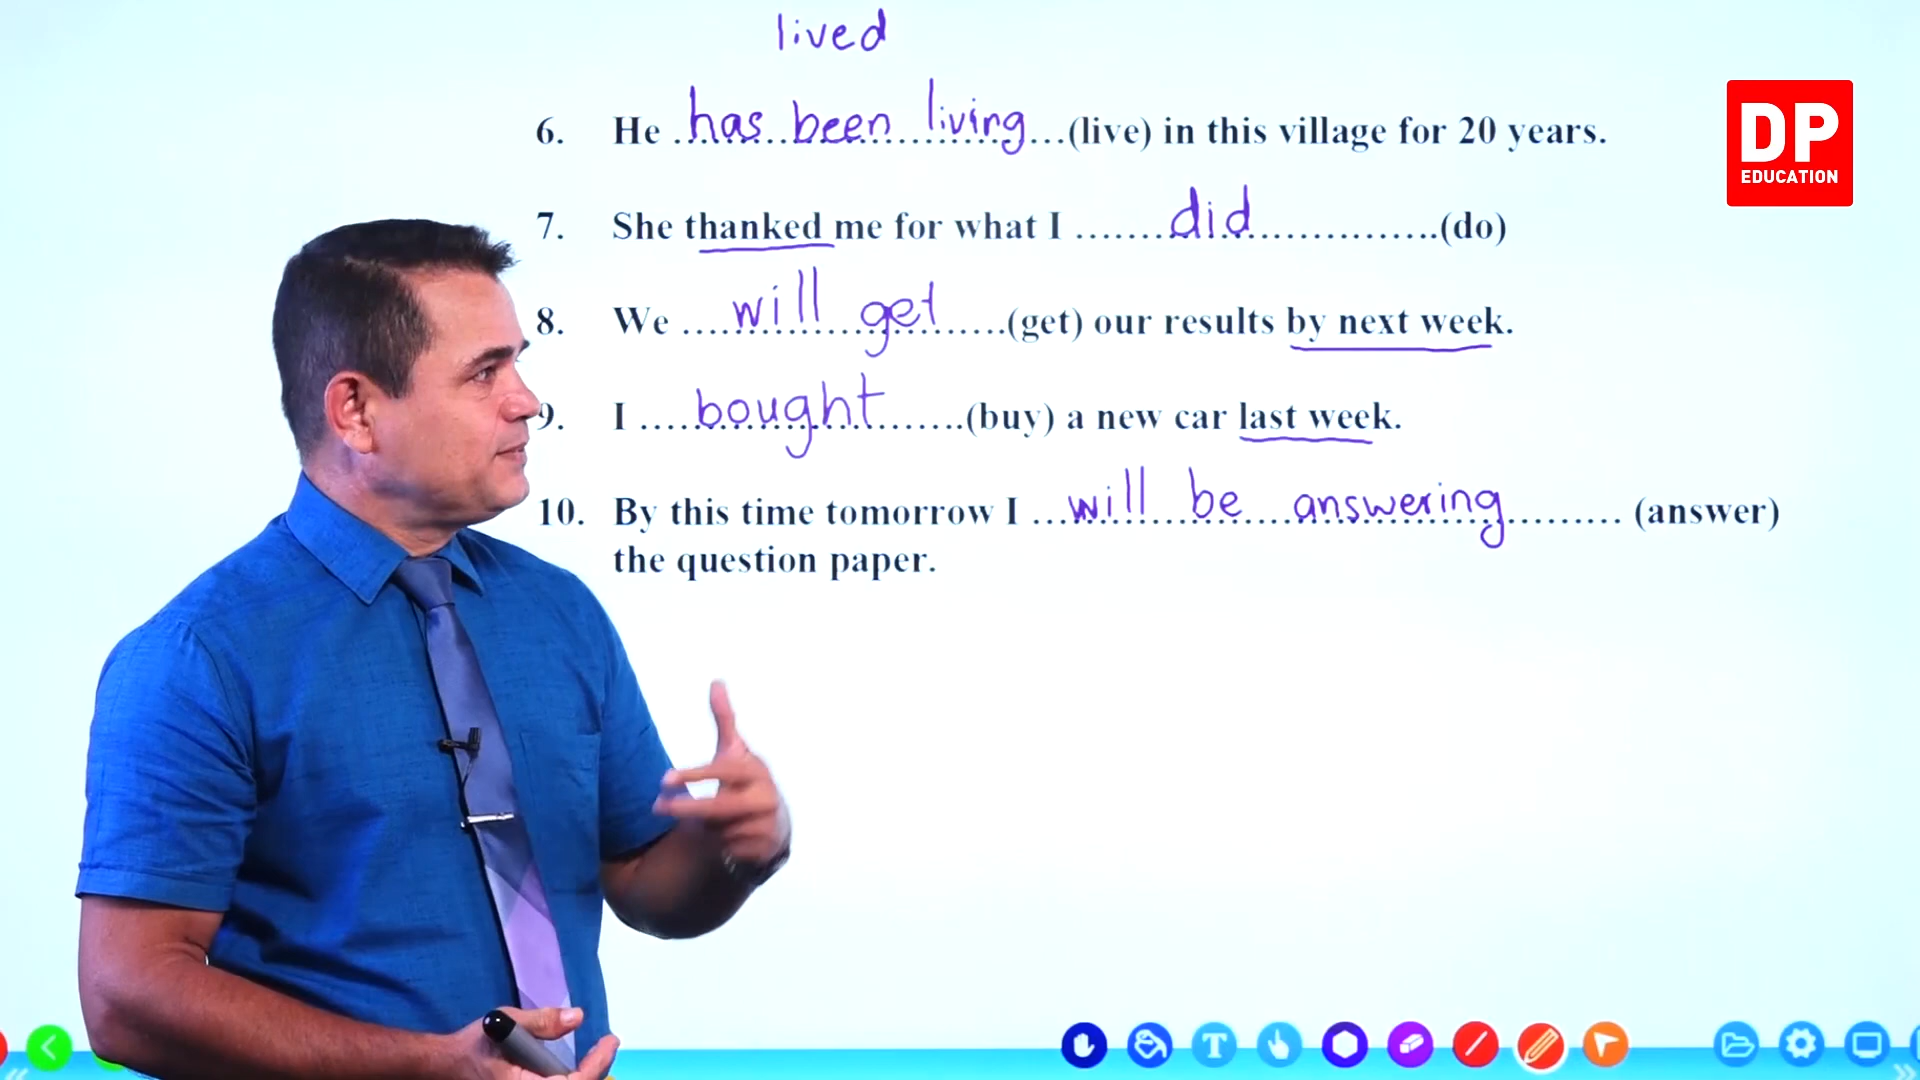 lived
6. He ...has been living...(live) in this village for 20 years.
DP
EDUCATION
7. She thanked me for what I .......did.................(do)
8. We ....will get.....(get) our results by next week.
9. I ....bought......(buy) a new car last week.
10. By this time tomorrow I ...will be answering......... (answer)
the question paper.
T